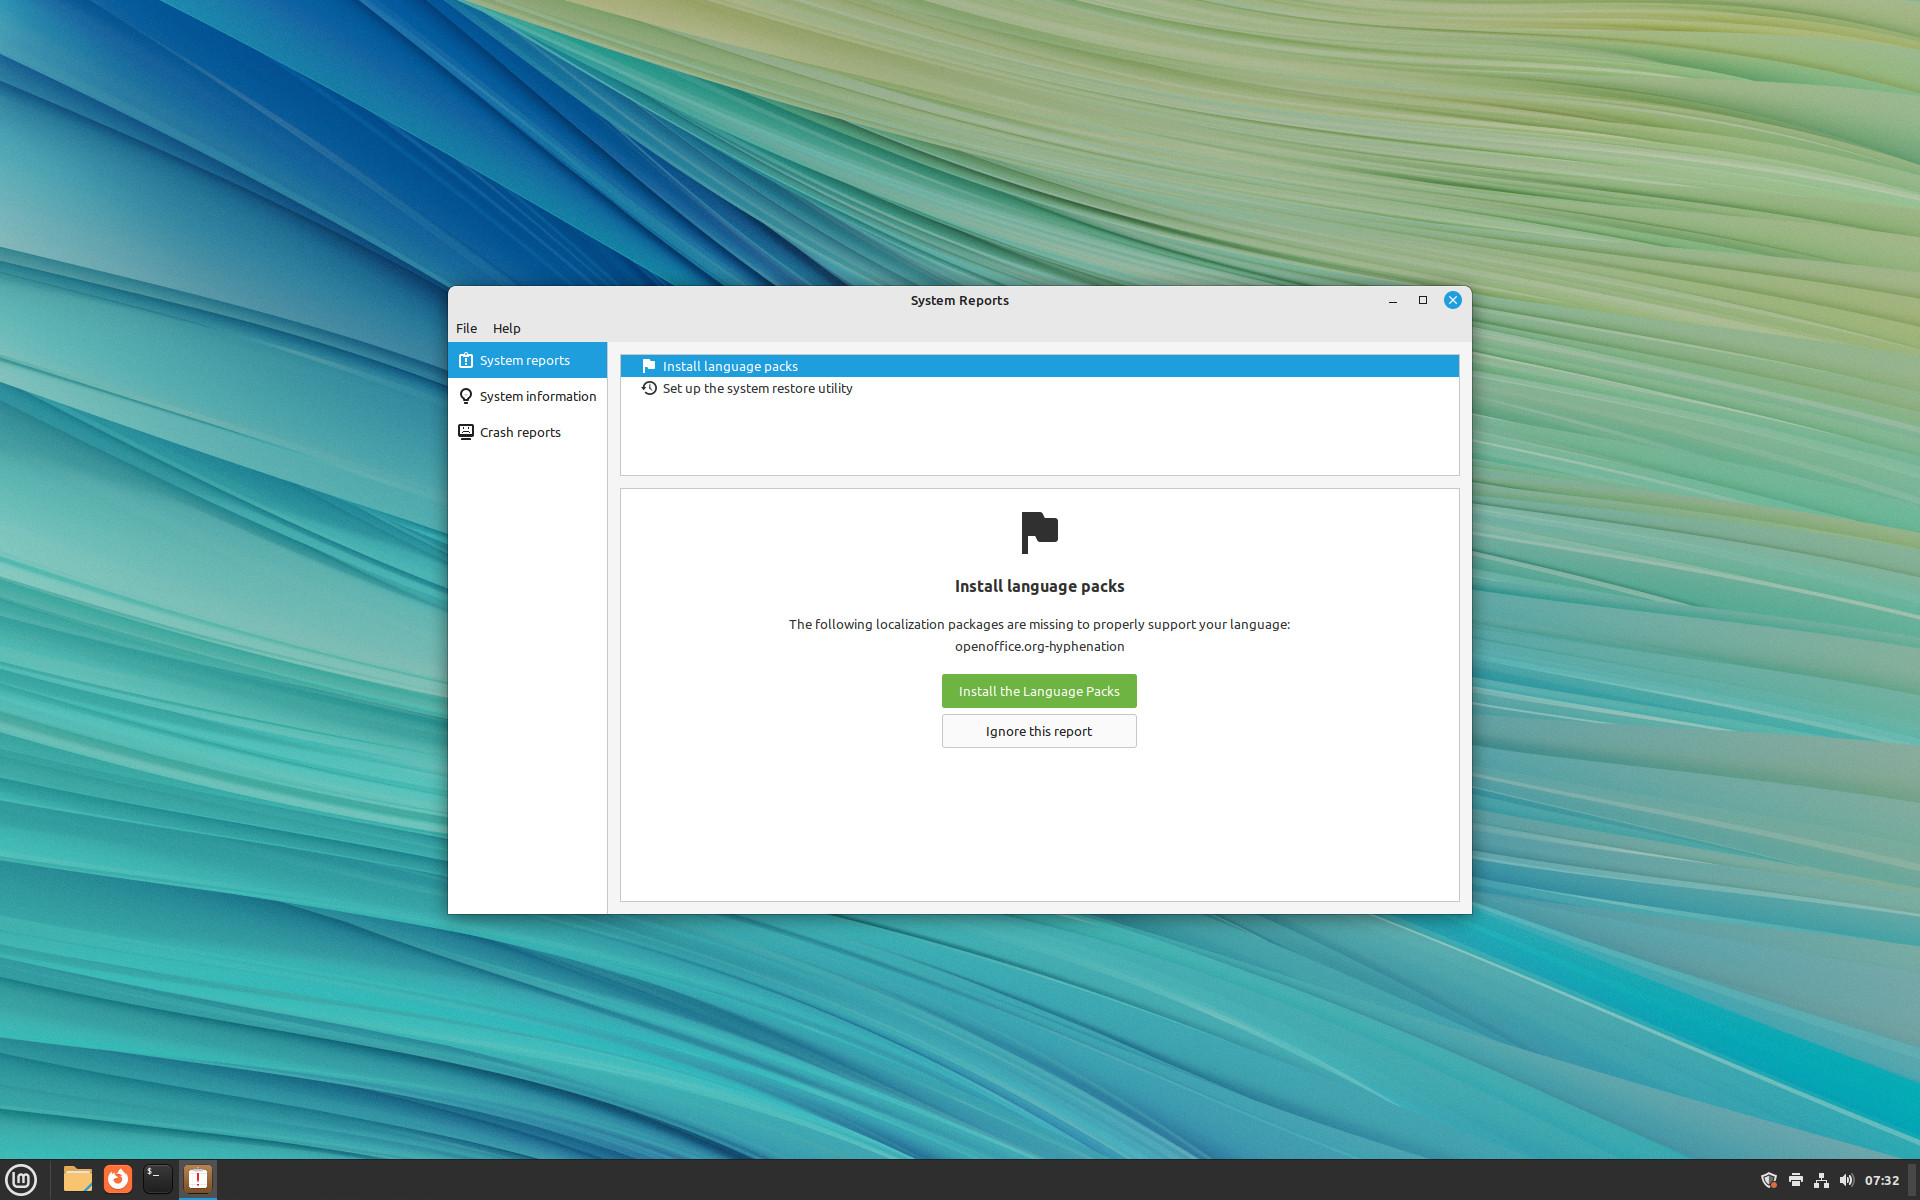 System Reports
File Help
System reports
System information
Crash reports
Install language packs
Set up the system restore utility
Install language packs
The following localization packages are missing to properly support your language:
openoffice.org-hyphenation
Install the Language Packs
Ignore this report
$_
07:32